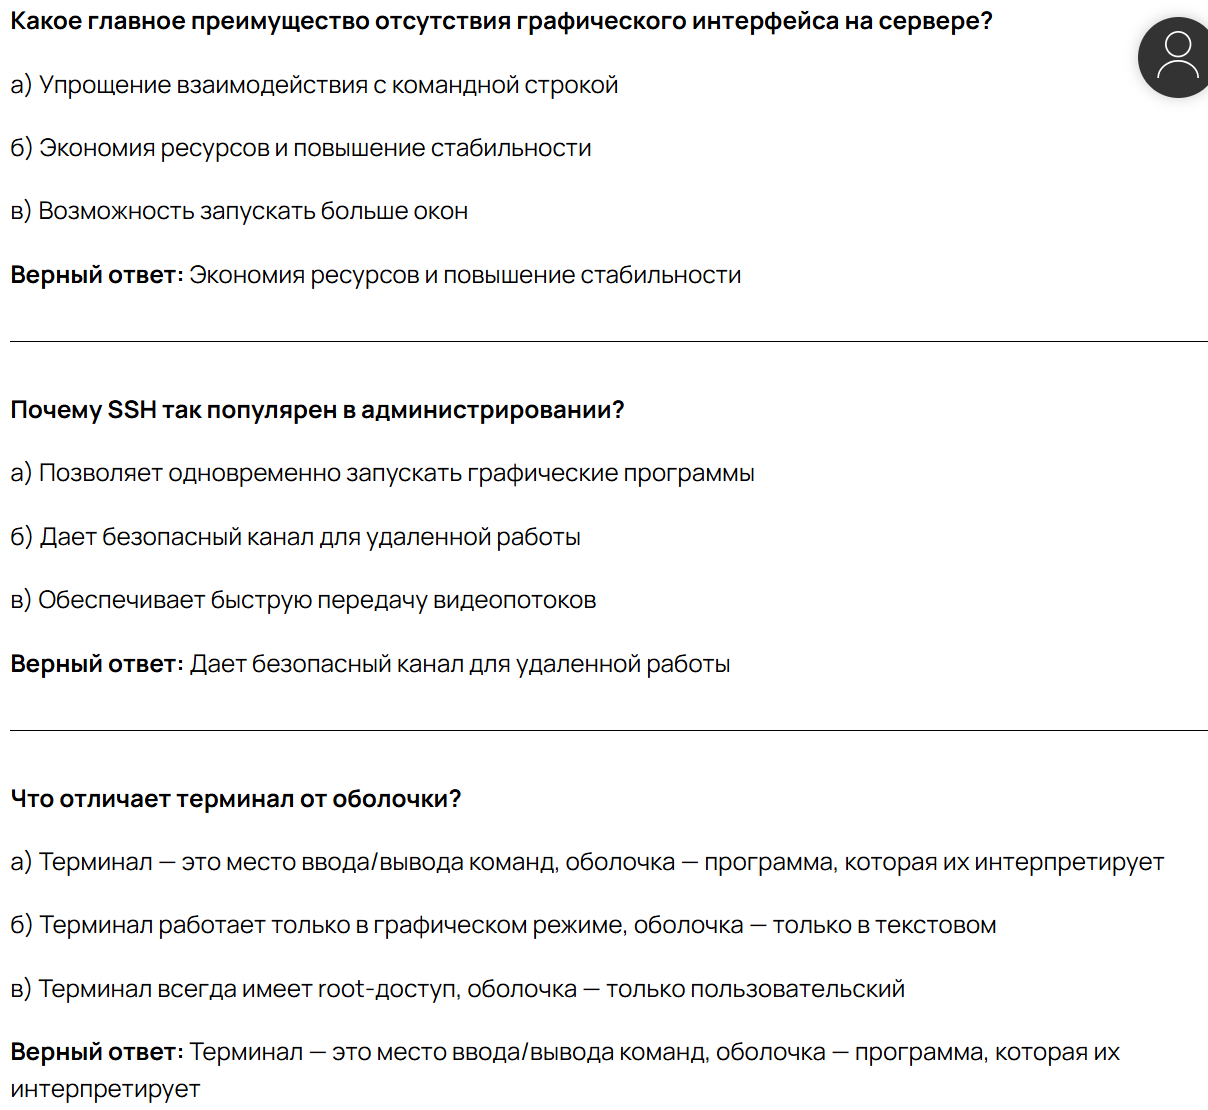 Какое главное преимущество отсутствия графического интерфейса на сервере?
а) Упрощение взаимодействия с командной строкой
б) Экономия ресурсов и повышение стабильности
в) Возможность запускать больше окон
Верный ответ: Экономия ресурсов и повышение стабильности
Почему SSH так популярен в администрировании?
а) Позволяет одновременно запускать графические программы
б) Дает безопасный канал для удаленной работы
в) Обеспечивает быструю передачу видеопотоков
Верный ответ: Дает безопасный канал для удаленной работы
Что отличает терминал от оболочки?
а) Терминал — это место ввода/вывода команд, оболочка — программа, которая их интерпретирует
б) Терминал работает только в графическом режиме, оболочка — только в текстовом
в) Терминал всегда имеет root-доступ, оболочка — только пользовательский
Верный ответ: Терминал — это место ввода/вывода команд, оболочка — программа, которая их
интерпретирует